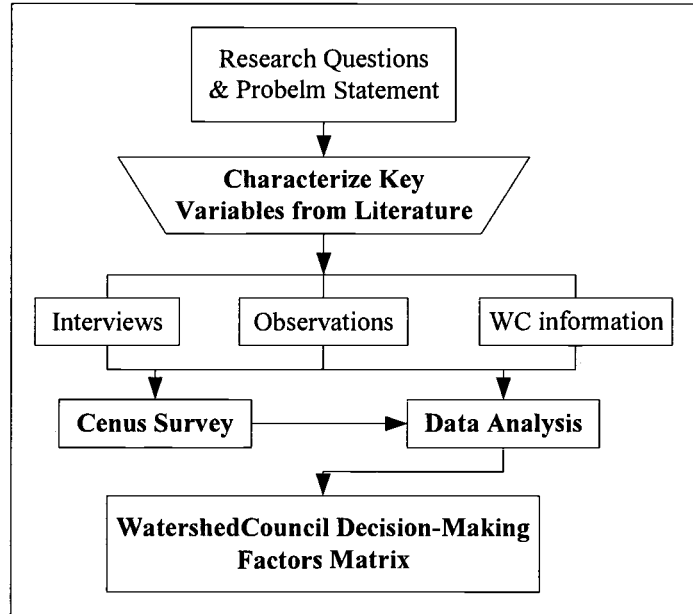 Research Questions
& Probelm Statement
Characterize Key
Variables from Literature
Interviews
Observations
WC information
Cenus Survey
Data Analysis
WatershedCouncil Decision-Making
Factors Matrix